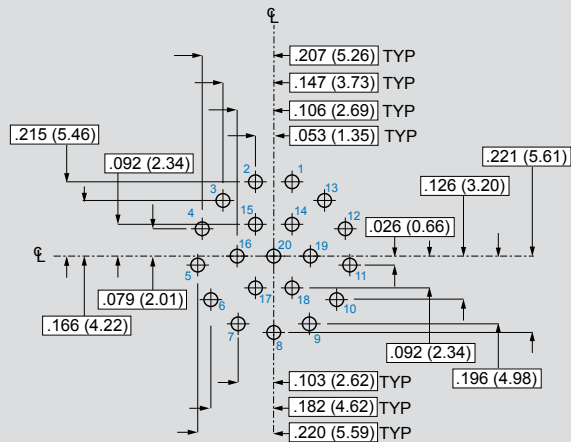 ℄
.207 (5.26) TYP
.147 (3.73) TYP
.106 (2.69) TYP
.053 (1.35) TYP
.215 (5.46)
.092 (2.34)
.221 (5.61)
.126 (3.20)
.026 (0.66)
2 1
3 13
4 15 14 12
16 20 19
℄
5 11
17 18
6 10
7 8 9
.079 (2.01)
.166 (4.22)
.092 (2.34)
.196 (4.98)
.103 (2.62) TYP
.182 (4.62) TYP
.220 (5.59) TYP